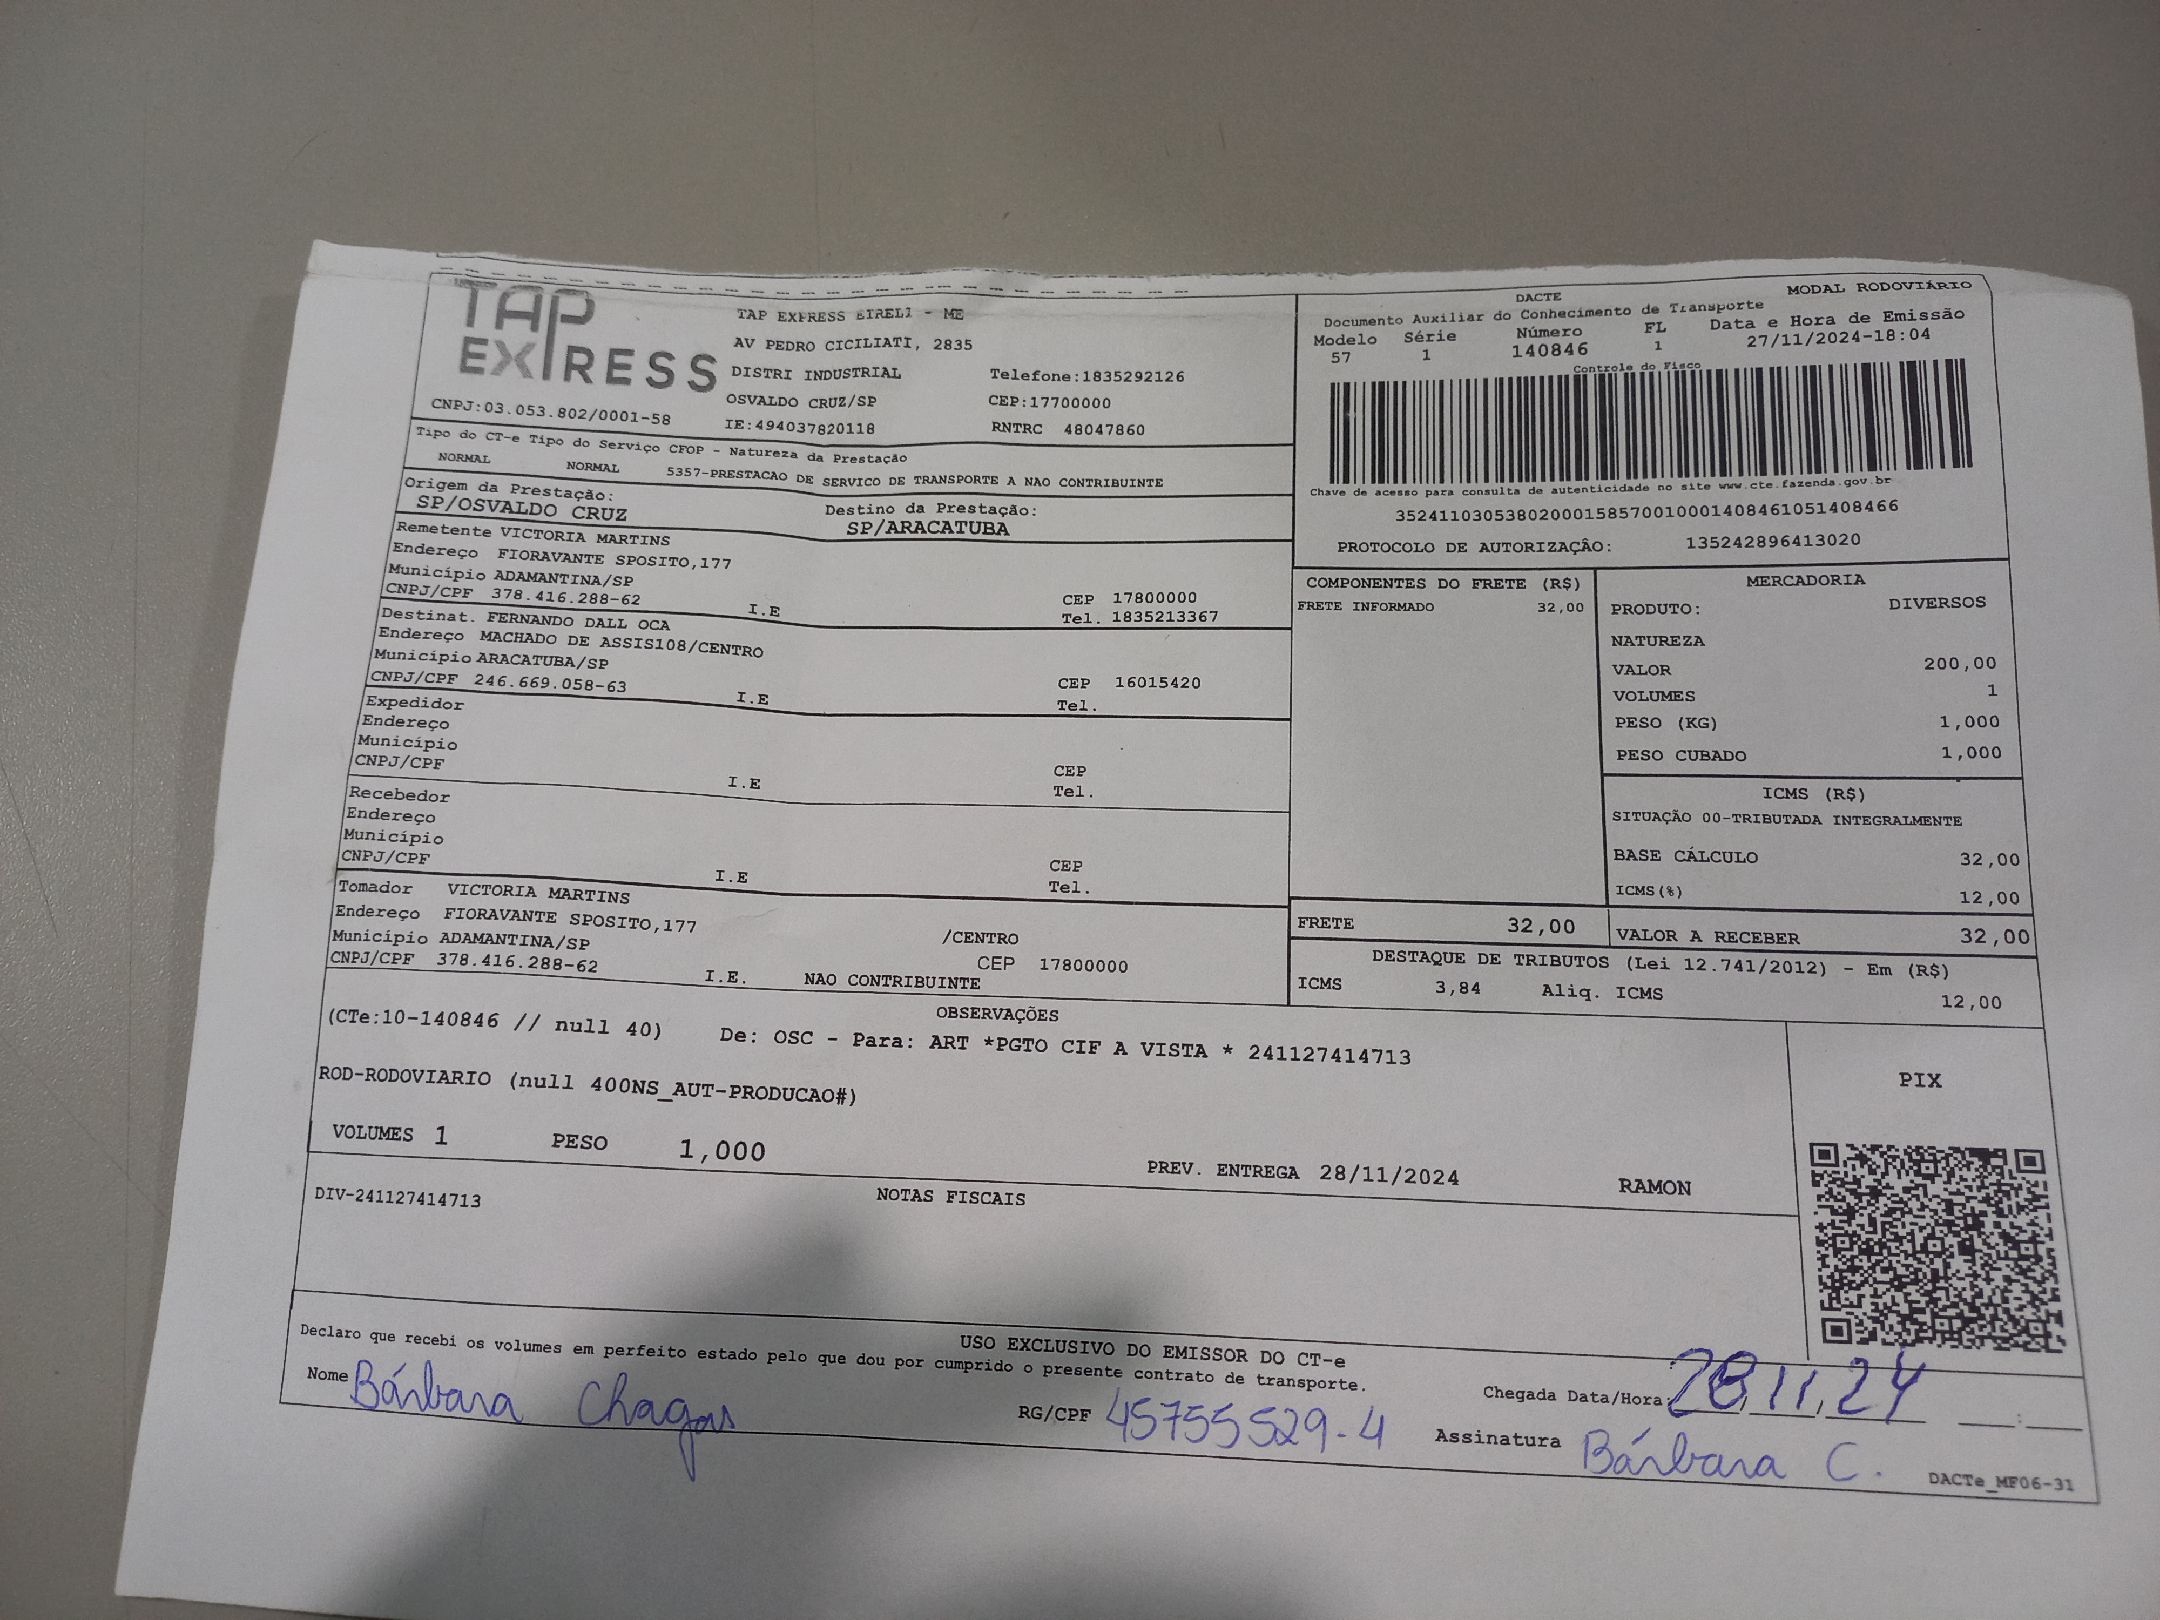 TAP
EXPRESS
CNPJ:03.053.802/0001-58
TAP EXPRESS EIRELI - ME
AV PEDRO CICILIATI, 2835
DISTRI INDUSTRIAL Telefone:1835292126
OSVALDO CRUZ/SP CEP:17700000
IE:494037820118 RNTRC 48047860
DACTE MODAL RODOVIÁRIO
Documento Auxiliar do Conhecimento de Transporte
Modelo Série Número FL Data e Hora de Emissão
57 1 140846 1 27/11/2024-18:04
Controle do Fisco
Chave de acesso para consulta de autenticidade no site www.cte.fazenda.gov.br
35241103053802000158570010001408461051408466
PROTOCOLO DE AUTORIZAÇÂO: 135242896413020
Tipo do CT-e Tipo do Serviço CFOP - Natureza da Prestação
NORMAL NORMAL 5357-PRESTACAO DE SERVICO DE TRANSPORTE A NAO CONTRIBUINTE
Origem da Prestação: Destino da Prestação:
SP/OSVALDO CRUZ SP/ARACATUBA
Remetente VICTORIA MARTINS
Endereço FIORAVANTE SPOSITO,177
Município ADAMANTINA/SP CEP 17800000
CNPJ/CPF 378.416.288-62 I.E Tel. 1835213367
Destinat. FERNANDO DALL OCA
Endereço MACHADO DE ASSIS108/CENTRO
Município ARACATUBA/SP CEP 16015420
CNPJ/CPF 246.669.058-63 I.E Tel.
Expedidor
Endereço
Município CEP
CNPJ/CPF I.E Tel.
Recebedor
Endereço
Município CEP
CNPJ/CPF I.E Tel.
Tomador VICTORIA MARTINS
Endereço FIORAVANTE SPOSITO,177 /CENTRO
Município ADAMANTINA/SP CEP 17800000
CNPJ/CPF 378.416.288-62 I.E. NAO CONTRIBUINTE
COMPONENTES DO FRETE (R$)
FRETE INFORMADO 32,00
MERCADORIA
PRODUTO: DIVERSOS
NATUREZA
VALOR 200,00
VOLUMES 1
PESO (KG) 1,000
PESO CUBADO 1,000
ICMS (R$)
SITUAÇÃO 00-TRIBUTADA INTEGRALMENTE
BASE CÁLCULO 32,00
ICMS(%) 12,00
FRETE 32,00 VALOR A RECEBER 32,00
DESTAQUE DE TRIBUTOS (Lei 12.741/2012) - Em (R$)
ICMS 3,84 Aliq. ICMS 12,00
OBSERVAÇÕES
(CTe:10-140846 // null 40) De: OSC - Para: ART *PGTO CIF A VISTA * 241127414713
ROD-RODOVIARIO (null 400NS_AUT-PRODUCAO#)
VOLUMES 1 PESO 1,000 PREV. ENTREGA 28/11/2024 RAMON
PIX
NOTAS FISCAIS
DIV-241127414713
USO EXCLUSIVO DO EMISSOR DO CT-e
Declaro que recebi os volumes em perfeito estado pelo que dou por cumprido o presente contrato de transporte.
Nome Bárbara Chagas RG/CPF 45755529-4 Chegada Data/Hora: 28,11,24
Assinatura Bárbara C.
DACTe_MF06-31